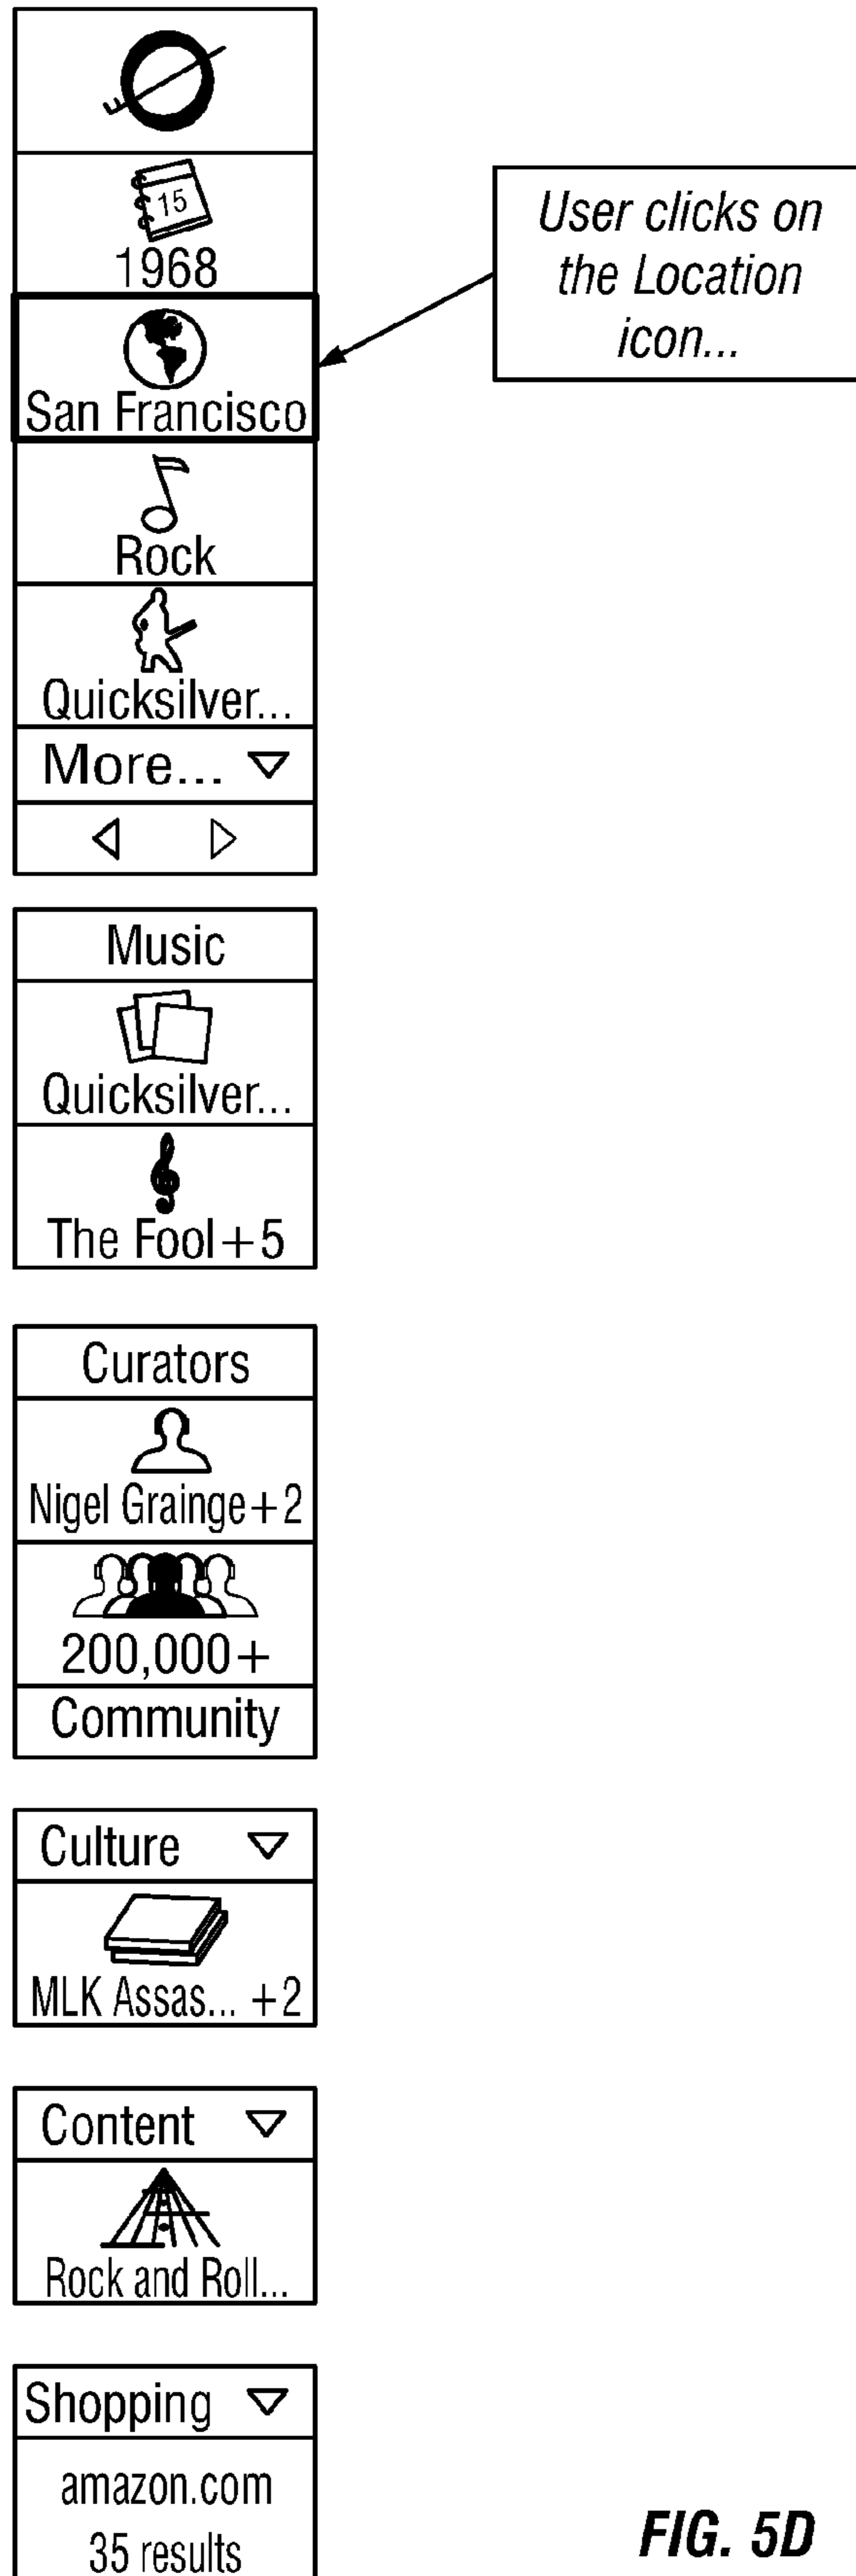 15
1968
User clicks on
the Location
icon...
San Francisco
Rock
Quicksilver...
More...
Music
Quicksilver...
The Fool+5
Curators
Nigel Grainge+2
200,000+
Community
Culture
MLK Assas... +2
Content
Rock and Roll...
Shopping
amazon.com
35 results
FIG. 5D